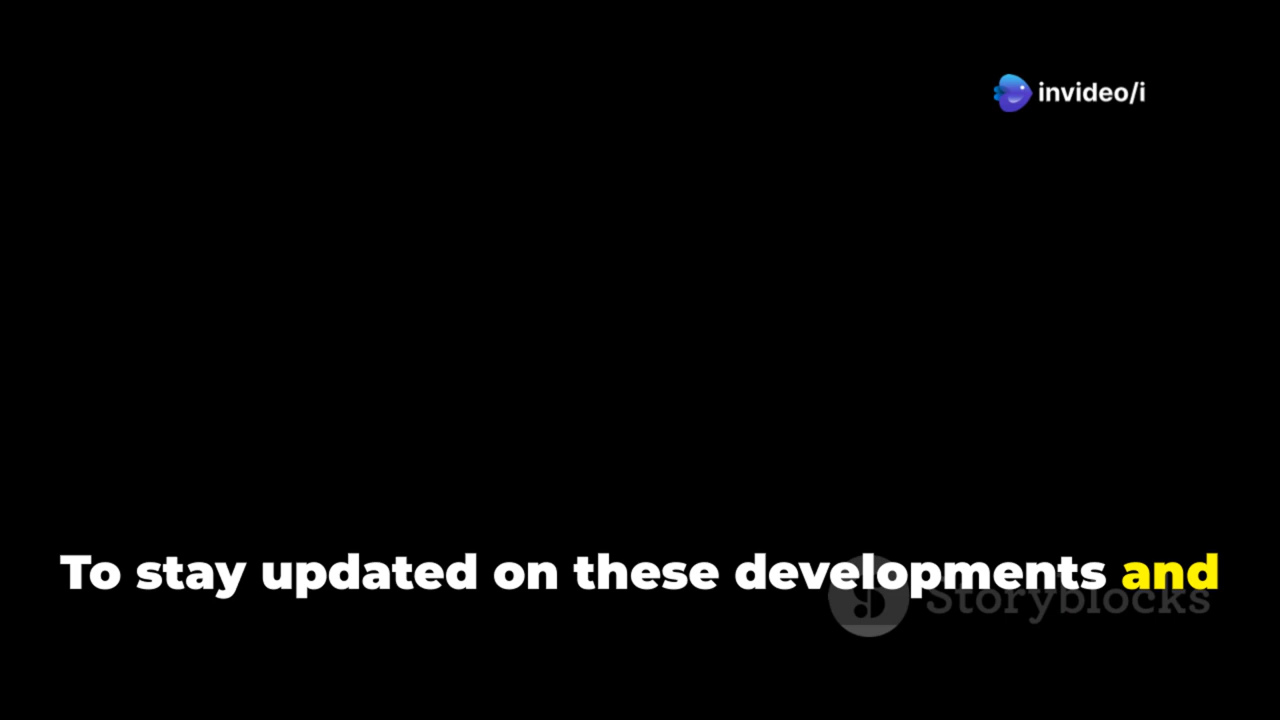 invideo/i
To stay updated on these developments and
Storyblocks